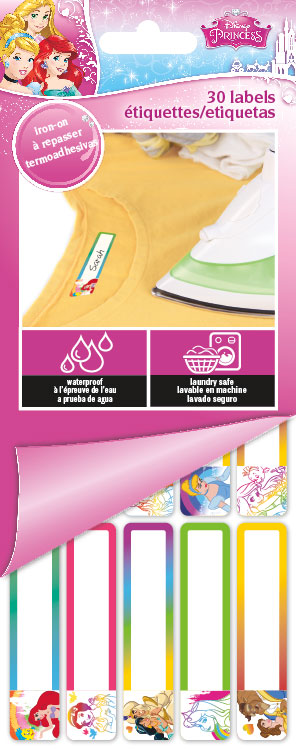 Disney
PRINCESS
30 labels
étiquettes/etiquetas
Iron-on
à repasser
termoadhesivas
Sarah
waterproof
à l'épreuve de l'eau
a prueba de agua
laundry safe
lavable en machine
lavado seguro